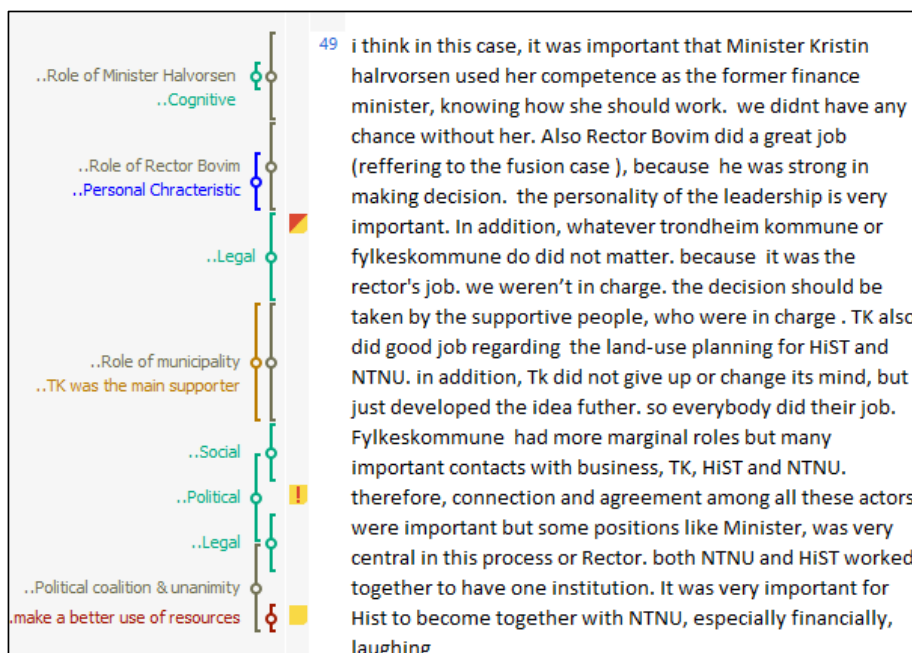 ..Role of Minister Halvorsen
..Cognitive
..Role of Rector Bovim
..Personal Chracteristic
..Legal
..Role of municipality
..TK was the main supporter
..Social
..Political
..Legal
..Political coalition & unanimity
.make a better use of resources
49
i think in this case, it was important that Minister Kristin
halrvorsen used her competence as the former finance
minister, knowing how she should work. we didnt have any
chance without her. Also Rector Bovim did a great job
(reffering to the fusion case ), because he was strong in
making decision. the personality of the leadership is very
important. In addition, whatever trondheim kommune or
fylkeskommune do did not matter. because it was the
rector's job. we weren't in charge. the decision should be
taken by the supportive people, who were in charge . TK also
did good job regarding the land-use planning for HiST and
NTNU. in addition, Tk did not give up or change its mind, but
just developed the idea futher. so everybody did their job.
Fylkeskommune had more marginal roles but many
important contacts with business, TK, HiST and NTNU.
therefore, connection and agreement among all these actors
were important but some positions like Minister, was very
central in this process or Rector. both NTNU and HiST worked
together to have one institution. It was very important for
Hist to become together with NTNU, especially financially,
laughing